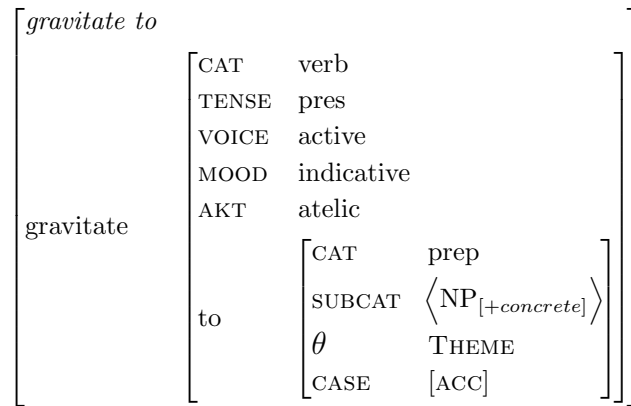 gravitate to
CAT verb
TENSE pres
VOICE active
MOOD indicative
AKT atelic
gravitate
CAT prep
SUBCAT ⟨NP[+concrete]⟩
to
θ THEME
CASE [ACC]